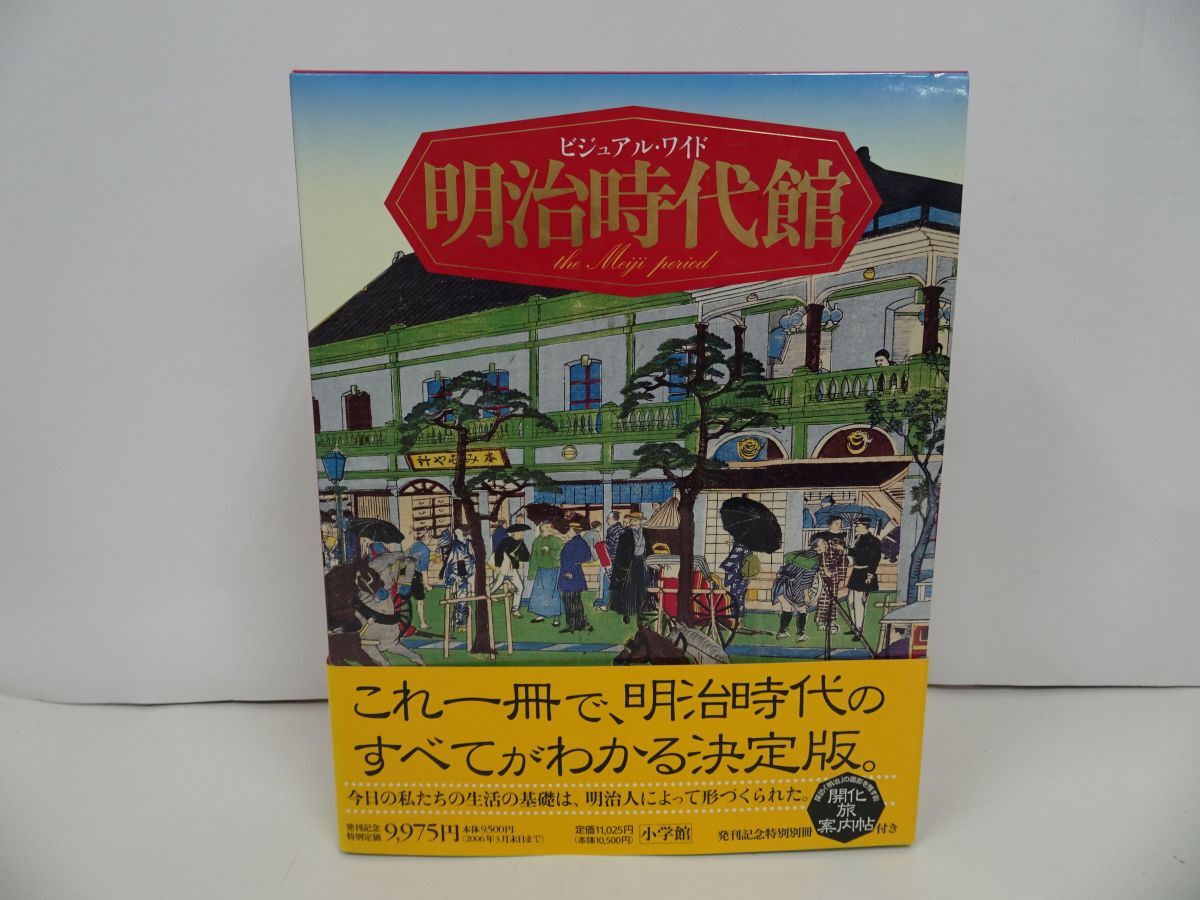 ビジュアル・ワイド
明治時代館
the Meiji period
これ一冊で、明治時代の
すべてがわかる決定版。
今日の私たちの生活の基礎は、明治人によって形づくられた。
発刊記念
特別定価 9,975円 本体9,500円
(2006年3月末日まで)
定価11,025円
(本体10,500円)
小学館
発刊記念特別別冊
開化
旅
案内帖
付き